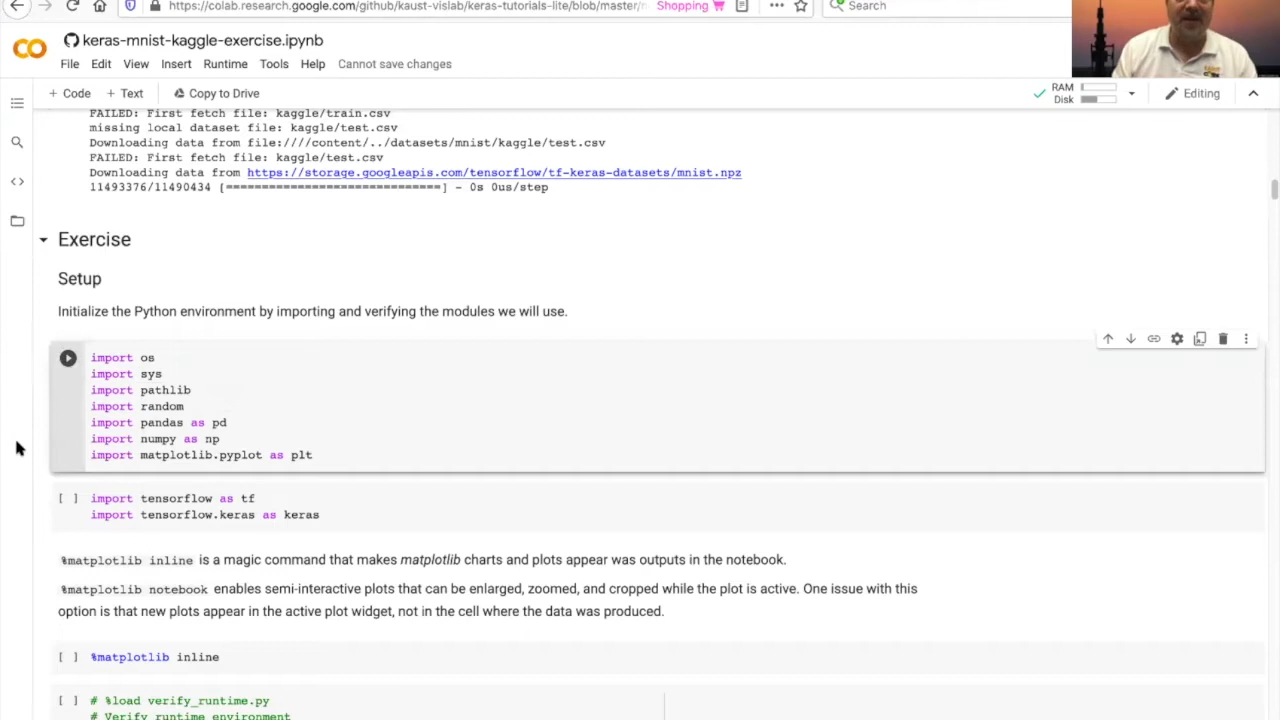 https://colab.research.google.com/github/kaust-vislab/keras-tutorials-lite/blob/master/
Shopping
Search
keras-mnist-kaggle-exercise.ipynb
File Edit View Insert Runtime Tools Help Cannot save changes
+ Code + Text Copy to Drive
RAM
Disk
Editing
FAILED: First fetch file: kaggle/train.csv
missing local dataset file: kaggle/test.csv
Downloading data from file:////content/../datasets/mnist/kaggle/test.csv
FAILED: First fetch file: kaggle/test.csv
Downloading data from https://storage.googleapis.com/tensorflow/tf-keras-datasets/mnist.npz
11493376/11490434 [==============================] - 0s 0us/step
Exercise
Setup
Initialize the Python environment by importing and verifying the modules we will use.
import os
import sys
import pathlib
import random
import pandas as pd
import numpy as np
import matplotlib.pyplot as plt
[ ] import tensorflow as tf
import tensorflow.keras as keras
%matplotlib inline is a magic command that makes matplotlib charts and plots appear was outputs in the notebook.
%matplotlib notebook enables semi-interactive plots that can be enlarged, zoomed, and cropped while the plot is active. One issue with this
option is that new plots appear in the active plot widget, not in the cell where the data was produced.
[ ] %matplotlib inline
[ ] # %load verify_runtime.py
# Verify runtime environment